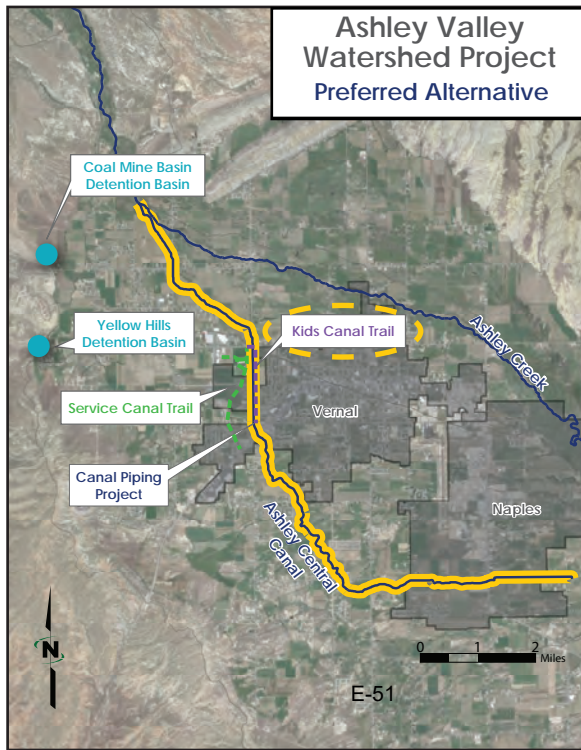 Ashley Valley
Watershed Project
Preferred Alternative
Coal Mine Basin
Detention Basin
Yellow Hills
Detention Basin
Kids Canal Trail
Ashley Creek
Service Canal Trail
Vernal
Canal Piping
Project
Naples
Ashley Central
Canal
N
0 1 2
Miles
E-51